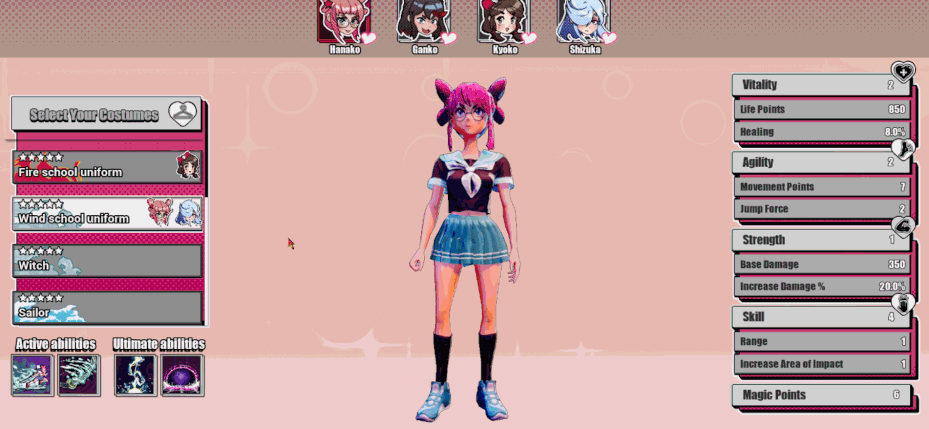 Hanako
Ganko
Kyoko
Shizuka
Select Your Costumes
Fire school uniform
Wind school uniform
Witch
Sailor
Active abilities
Ultimate abilities
Vitality 2
Life Points 850
Healing 8.0%
Agility 2
Movement Points 7
Jump Force 2
Strength 1
Base Damage 350
Increase Damage % 20.0%
Skill 4
Range 1
Increase Area of Impact 1
Magic Points 6